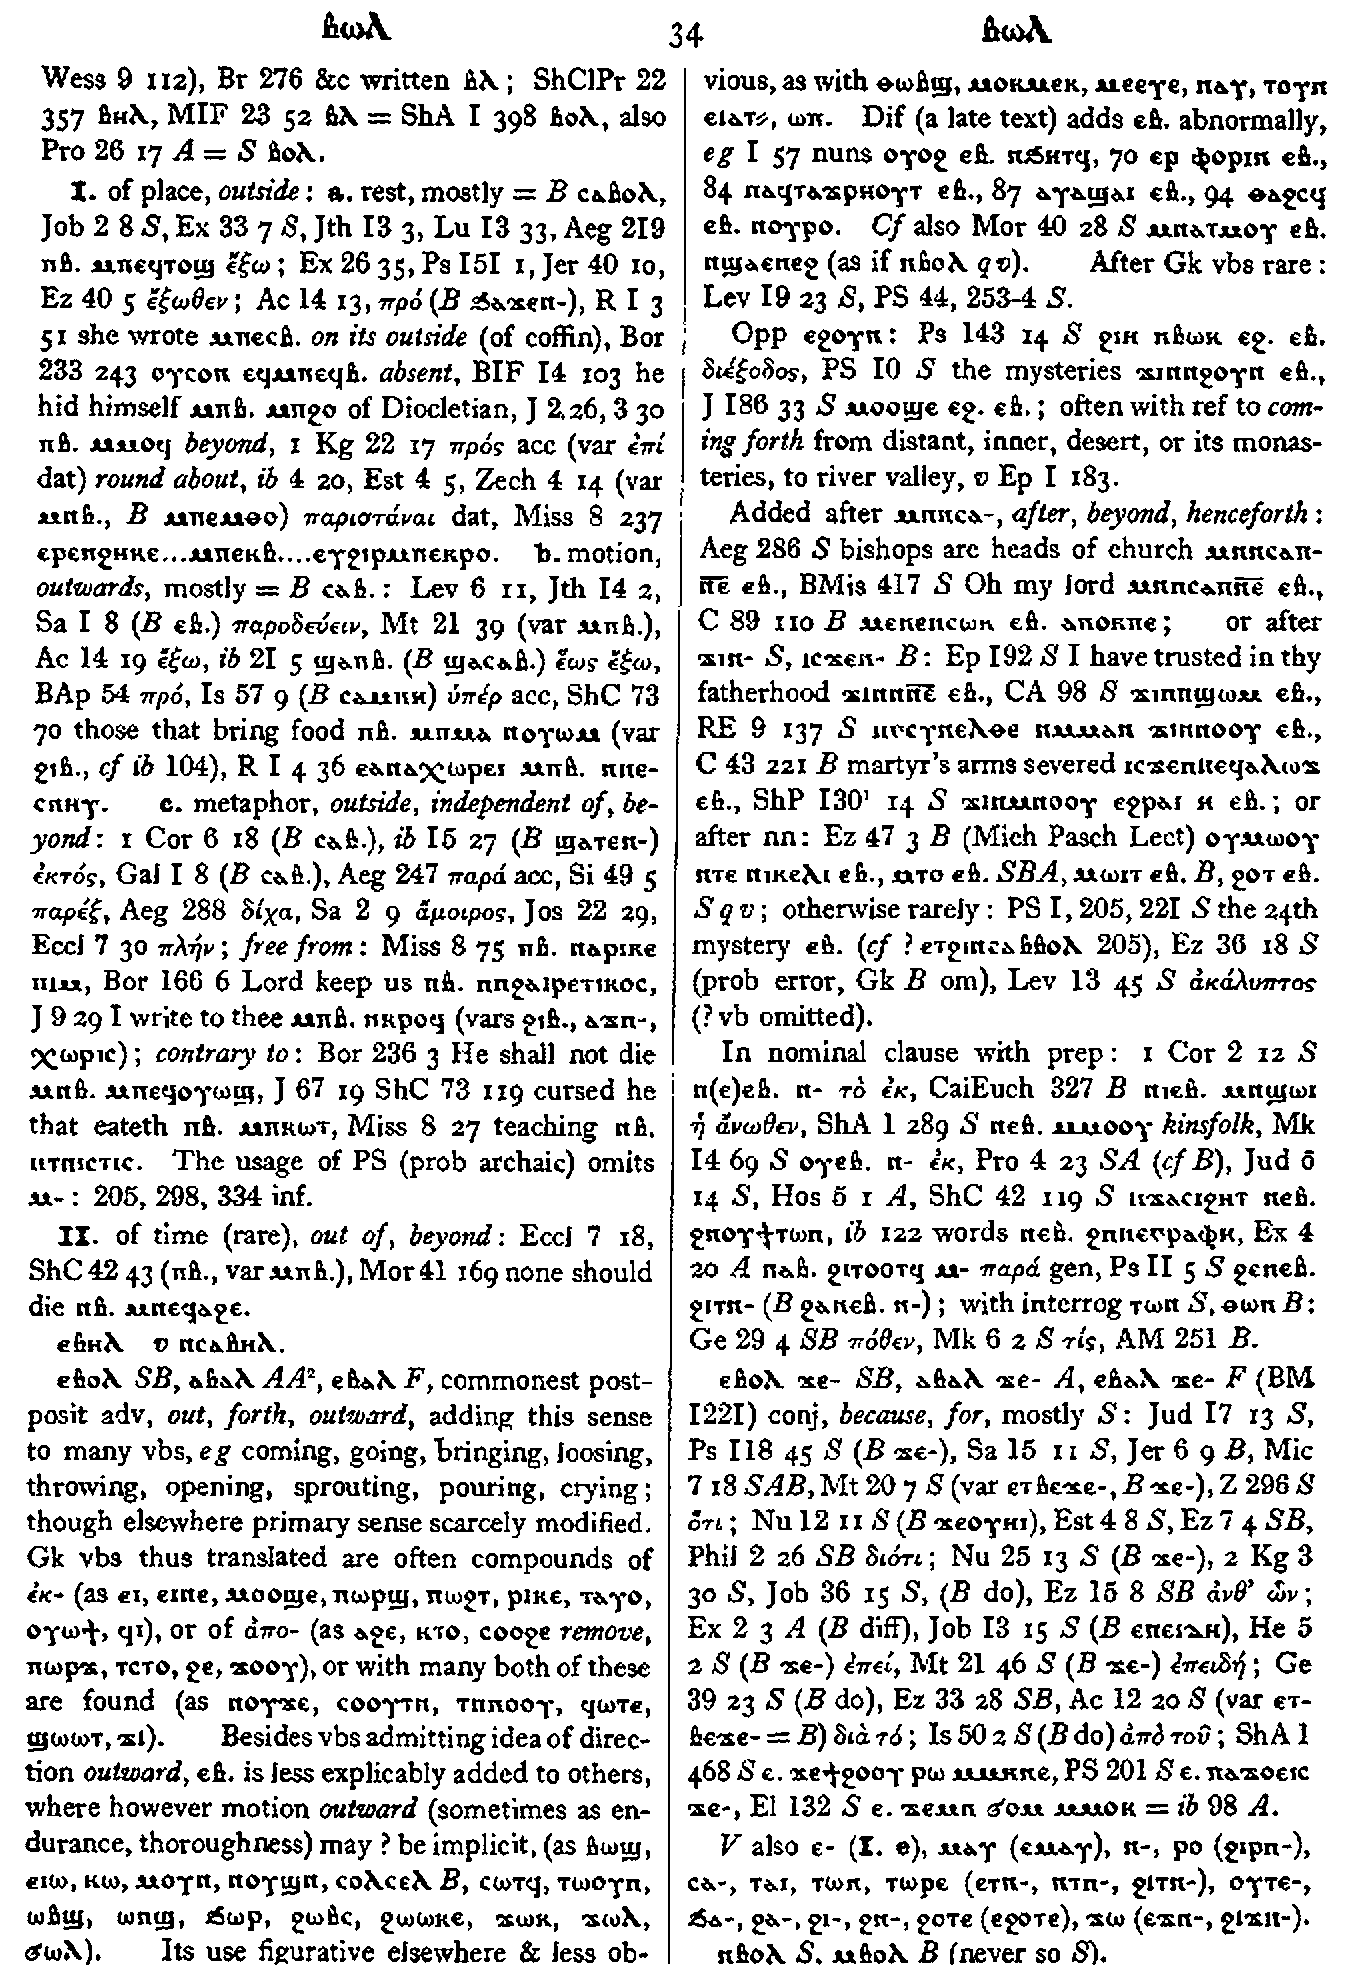 ⲃⲱⲗ 34 ⲃⲱⲗ
Wess 9 112), Br 276 &c written ⲃⲗ; ShClPr 22
357 ⲃⲏⲗ, MIF 23 52 ⲃⲗ = ShA I 398 ⲃⲟⲗ, also
Pro 26 17 A = S ⲃⲟⲗ.
I. of place, outside: a. rest, mostly = B ⲥⲁⲃⲟⲗ,
Job 2 8 S, Ex 33 7 S, Jth 13 3, Lu 13 33, Aeg 219
ⲛⲃ. ⲙⲡⲉϥⲧⲟϣ ἔξω; Ex 26 35, Ps 151 1, Jer 40 10,
Ez 40 5 ἔξωθεν; Ac 14 13, πρό (B ϧⲁϫⲉⲛ-), R I 3
51 she wrote ⲙⲡⲉⲥⲃ. on its outside (of coffin), Bor
233 243 ⲟⲩⲥⲟⲛ ⲉϥⲙⲡⲉϥⲃ. absent, BIF 14 103 he
hid himself ⲙⲡⲃ. ⲙⲡϩⲟ of Diocletian, J 2,26, 3 30
ⲛⲃ. ⲙⲙⲟϥ beyond, 1 Kg 22 17 πρός acc (var ἐπί
dat) round about, ib 4 20, Est 4 5, Zech 4 14 (var
ⲙⲡⲃ., B ⲙⲡⲉⲙⲑⲟ) παριστάναι dat, Miss 8 237
ⲉⲣⲉⲛϩⲏⲕⲉ...ⲙⲡⲉⲕⲃ....ⲉⲩϩⲓⲣⲙⲡⲉⲕⲣⲟ. b. motion,
outwards, mostly = B ⲥⲁⲃ.: Lev 6 11, Jth 14 2,
Sa 1 8 (B ⲉⲃ.) παροδεύειν, Mt 21 39 (var ⲙⲡⲃ.),
Ac 14 19 ἔξω, ib 21 5 ϣⲁⲡⲃ. (B ϣⲁⲥⲁⲃ.) ἕως ἔξω,
BAp 54 πρό, Is 57 9 (B ⲥⲁⲙⲛⲏ) ὑπέρ acc, ShC 73
70 those that bring food ⲛⲃ. ⲙⲡⲙⲁ ⲛⲟⲩⲱⲙ (var
ϩⲓⲃ., cf ib 104), R I 4 36 ⲉⲁⲛⲁⲭⲱⲣⲉⲓ ⲙⲡⲃ. ⲛⲛⲉ-
ⲥⲛⲏⲩ. c. metaphor, outside, independent of, be-
yond: 1 Cor 6 18 (B ⲥⲁⲃ.), ib 15 27 (B ϣⲁⲧⲉⲛ-)
ἐκτός, Gal 1 8 (B ⲥⲁⲃ.), Aeg 247 παρά acc, Si 49 5
παρέξ, Aeg 288 δίχα, Sa 2 9 ἄμοιρος, Jos 22 29,
Eccl 7 30 πλήν; free from: Miss 8 75 ⲛⲃ. ⲛⲁⲣⲓⲕⲉ
ⲛⲓⲙ, Bor 166 6 Lord keep us ⲛⲃ. ⲛⲛϩⲁⲓⲣⲉⲧⲓⲕⲟⲥ,
J 9 29 I write to thee ⲙⲡⲃ. ⲛⲕⲣⲟϥ (vars ϩⲓⲃ., ⲁϫⲛ-,
ⲭⲱⲣⲓⲥ); contrary to: Bor 236 3 He shall not die
ⲙⲡⲃ. ⲙⲡⲉϥⲟⲩⲱϣ, J 67 19 ShC 73 119 cursed he
that eateth ⲛⲃ. ⲙⲡⲕⲱⲧ, Miss 8 27 teaching ⲛⲃ.
ⲛⲧⲡⲓⲥⲧⲓⲥ. The usage of PS (prob archaic) omits
ⲙ-: 205, 298, 334 inf.
II. of time (rare), out of, beyond: Eccl 7 18,
ShC 42 43 (ⲛⲃ., var ⲙⲡⲃ.), Mor 41 169 none should
die ⲛⲃ. ⲙⲡⲉϥⲁϩⲉ.
ⲉⲃⲏⲗ v ⲛⲥⲁⲃⲏⲗ.
ⲉⲃⲟⲗ SB, ⲁⲃⲁⲗ AA², ⲉⲃⲁⲗ F, commonest post-
posit adv, out, forth, outward, adding this sense
to many vbs, eg coming, going, bringing, loosing,
throwing, opening, sprouting, pouring, crying;
though elsewhere primary sense scarcely modified.
Gk vbs thus translated are often compounds of
ἐκ- (as ⲉⲓ, ⲉⲓⲛⲉ, ⲙⲟⲟϣⲉ, ⲡⲱⲣϣ, ⲡⲱϩⲧ, ⲣⲓⲕⲉ, ⲧⲁⲩⲟ,
ⲟⲩⲱϯ, ϥⲓ), or of ἀπο- (as ⲁϩⲉ, ⲕⲧⲟ, ⲥⲟⲟϩⲉ remove,
ⲡⲱⲣϫ, ⲧⲥⲧⲟ, ϩⲉ, ϫⲟⲟⲩ), or with many both of these
are found (as ⲛⲟⲩϫⲉ, ⲥⲟⲟⲩⲧⲛ, ⲧⲛⲛⲟⲟⲩ, ϥⲱⲧⲉ,
ϣⲱⲱⲧ, ϫⲓ). Besides vbs admitting idea of direc-
tion outward, ⲉⲃ. is less explicably added to others,
where however motion outward (sometimes as en-
durance, thoroughness) may ? be implicit, (as ⲃⲱϣ,
ⲉⲓⲱ, ⲕⲱ, ⲙⲟⲩⲛ, ⲡⲟⲩϣⲛ, ⲥⲟⲗⲥⲉⲗ B, ⲥⲱⲧϥ, ⲧⲱⲟⲩⲛ,
ⲱⲃϣ, ⲱⲛϣ, ϧⲱⲣ, ϩⲱⲃⲥ, ϩⲱⲱⲕⲉ, ϫⲱⲕ, ϫⲱⲗ,
ϭⲱⲗ). Its use figurative elsewhere & less ob-
vious, as with ⲑⲱⲃϣ, ⲙⲟⲕⲙⲉⲕ, ⲙⲉⲉⲩⲉ, ⲛⲁⲩ, ⲧⲟⲩⲛ
ⲉⲓⲁⲧ⸗, ⲱⲡ. Dif (a late text) adds ⲉⲃ. abnormally,
eg I 57 nuns ⲟⲩⲟϩ ⲉⲃ. ⲛϧⲏⲧϥ, 70 ⲉⲣ ⲫⲟⲣⲓⲛ ⲉⲃ.,
84 ⲛⲁϥⲧⲁϫⲣⲏⲟⲩⲧ ⲉⲃ., 87 ⲁⲩⲁϣⲁⲓ ⲉⲃ., 94 ⲑⲁϩⲥϥ
ⲉⲃ. ⲛⲟⲩⲣⲟ. Cf also Mor 40 28 S ⲙⲡⲁⲧⲙⲟⲩ ⲉⲃ.
ⲛϣⲁⲉⲛⲉϩ (as if ⲛⲃⲟⲗ qv). After Gk vbs rare:
Lev 19 23 S, PS 44, 253-4 S.
Opp ⲉϩⲟⲩⲛ: Ps 143 14 S ϩⲓⲏ ⲛⲃⲱⲕ ⲉϩ. ⲉⲃ.
διέξοδος, PS 10 S the mysteries ϫⲓⲛⲛϩⲟⲩⲛ ⲉⲃ.,
J 186 33 S ⲙⲟⲟϣⲉ ⲉϩ. ⲉⲃ.; often with ref to com-
ing forth from distant, inner, desert, or its monas-
teries, to river valley, v Ep I 183.
Added after ⲙⲛⲛⲥⲁ-, after, beyond, henceforth:
Aeg 286 S bishops are heads of church ⲙⲛⲛⲥⲁⲡ-
ⲛ̅ⲉ̅ ⲉⲃ., BMis 417 S Oh my lord ⲙⲛⲛⲥⲁⲡⲛ̅ⲉ̅ ⲉⲃ.,
C 89 110 B ⲙⲉⲛⲉⲛⲥⲱⲕ ⲉⲃ. ⲁⲛⲟⲕⲡⲉ; or after
ϫⲓⲛ- S, ⲓⲥϫⲉⲛ- B: Ep 192 S I have trusted in thy
fatherhood ϫⲓⲛⲡⲛ̅ⲉ̅ ⲉⲃ., CA 98 S ϫⲓⲛⲡϣⲱⲙ ⲉⲃ.,
RE 9 137 S ⲛⲛⲉⲩⲡⲉⲗⲑⲉ ⲛⲙⲙⲁⲛ ϫⲓⲛⲡⲟⲟⲩ ⲉⲃ.,
C 43 221 B martyr's arms severed ⲓⲥϫⲉⲛⲛⲉϥⲁⲗⲱϫ
ⲉⲃ., ShP 130¹ 14 S ϫⲓⲛⲙⲡⲟⲟⲩ ⲉϩⲣⲁⲓ ⲏ ⲉⲃ.; or
after nn: Ez 47 3 B (Mich Pasch Lect) ⲟⲩⲙⲱⲟⲩ
ⲛⲧⲉ ⲡⲓⲕⲉⲗⲓ ⲉⲃ., ⲙⲧⲟ ⲉⲃ. SBA, ⲙⲱⲓⲧ ⲉⲃ. B, ϩⲟⲧ ⲉⲃ.
S qv; otherwise rarely: PS 1, 205, 221 S the 24th
mystery ⲉⲃ. (cf ? ⲉⲧϩⲓⲡⲥⲁⲃⲃⲟⲗ 205), Ez 36 18 S
(prob error, Gk B om), Lev 13 45 S ἀκάλυπτος
(? vb omitted).
In nominal clause with prep: 1 Cor 2 12 S
ⲡ(ⲉ)ⲉⲃ. ⲛ- τὸ ἐκ, CaiEuch 327 B ⲡⲓⲉⲃ. ⲙⲡϣⲱⲓ
ἡ ἄνωθεν, ShA 1 289 S ⲛⲉⲃ. ⲙⲙⲟⲟⲩ kinsfolk, Mk
14 69 S ⲟⲩⲉⲃ. ⲛ- ἐκ, Pro 4 23 SA (cf B), Jud 5
14 S, Hos 5 1 A, ShC 42 119 S ⲛϫⲁⲥⲓϩⲏⲧ ⲛⲉⲃ.
ϩⲛⲟⲩϯⲧⲱⲛ, ib 122 words ⲛⲉⲃ. ϩⲛⲛⲉⲅⲣⲁⲫⲏ, Ex 4
20 A ⲡⲁⲃ. ϩⲓⲧⲟⲟⲧϥ ⲙ- παρά gen, Ps 11 5 S ϩⲉⲛⲉⲃ.
ϩⲓⲧⲛ- (B ϩⲁⲛⲉⲃ. ⲛ-); with interrog ⲧⲱⲛ S, ⲑⲱⲛ B:
Ge 29 4 SB πόθεν, Mk 6 2 S τίς, AM 251 B.
ⲉⲃⲟⲗ ϫⲉ- SB, ⲁⲃⲁⲗ ϫⲉ- A, ⲉⲃⲁⲗ ϫⲉ- F (BM
1221) conj, because, for, mostly S: Jud 17 13 S,
Ps 118 45 S (B ϫⲉ-), Sa 15 11 S, Jer 6 9 B, Mic
7 18 SAB, Mt 20 7 S (var ⲉⲧⲃⲉϫⲉ-, B ϫⲉ-), Z 296 S
ὅτι; Nu 12 11 S (B ϫⲉⲟⲩⲏⲓ), Est 4 8 S, Ez 7 4 SB,
Phil 2 26 SB διότι; Nu 25 13 S (B ϫⲉ-), 2 Kg 3
30 S, Job 36 15 S, (B do), Ez 15 8 SB ἀνθ' ὧν;
Ex 2 3 A (B diff), Job 13 15 S (B ⲉⲡⲉⲓⲇⲏ), He 5
2 S (B ϫⲉ-) ἐπεί, Mt 21 46 S (B ϫⲉ-) ἐπειδή; Ge
39 23 S (B do), Ez 33 28 SB, Ac 12 20 S (var ⲉⲧ-
ⲃⲉϫⲉ- = B) διὰ τό; Is 50 2 S (B do) ἀπὸ τοῦ; ShA 1
468 S ⲉ. ϫⲉϯϩⲟⲟⲩ ⲣⲱ ⲙⲙⲏⲛⲉ, PS 201 S ⲉ. ⲡⲁϫⲟⲉⲓⲥ
ϫⲉ-, El 132 S ⲉ. ϫⲉⲙⲛ ϭⲟⲙ ⲙⲙⲟⲕ = ib 98 A.
V also ⲉ- (I. e), ⲙⲁⲩ (ⲉⲙⲁⲩ), ⲛ-, ⲣⲟ (ϩⲓⲣⲛ-),
ⲥⲁ-, ⲧⲁⲓ, ⲧⲱⲛ, ⲧⲱⲣⲉ (ⲉⲧⲛ-, ⲛⲧⲛ-, ϩⲓⲧⲛ-), ⲟⲩⲧⲉ-,
ϧⲁ-, ϩⲁ-, ϩⲓ-, ϩⲛ-, ϩⲟⲧⲉ (ⲉϩⲟⲧⲉ), ϫⲱ (ⲉϫⲛ-, ϩⲓϫⲛ-).
ⲛⲃⲟⲗ S, ⲙⲃⲟⲗ B (never so S).